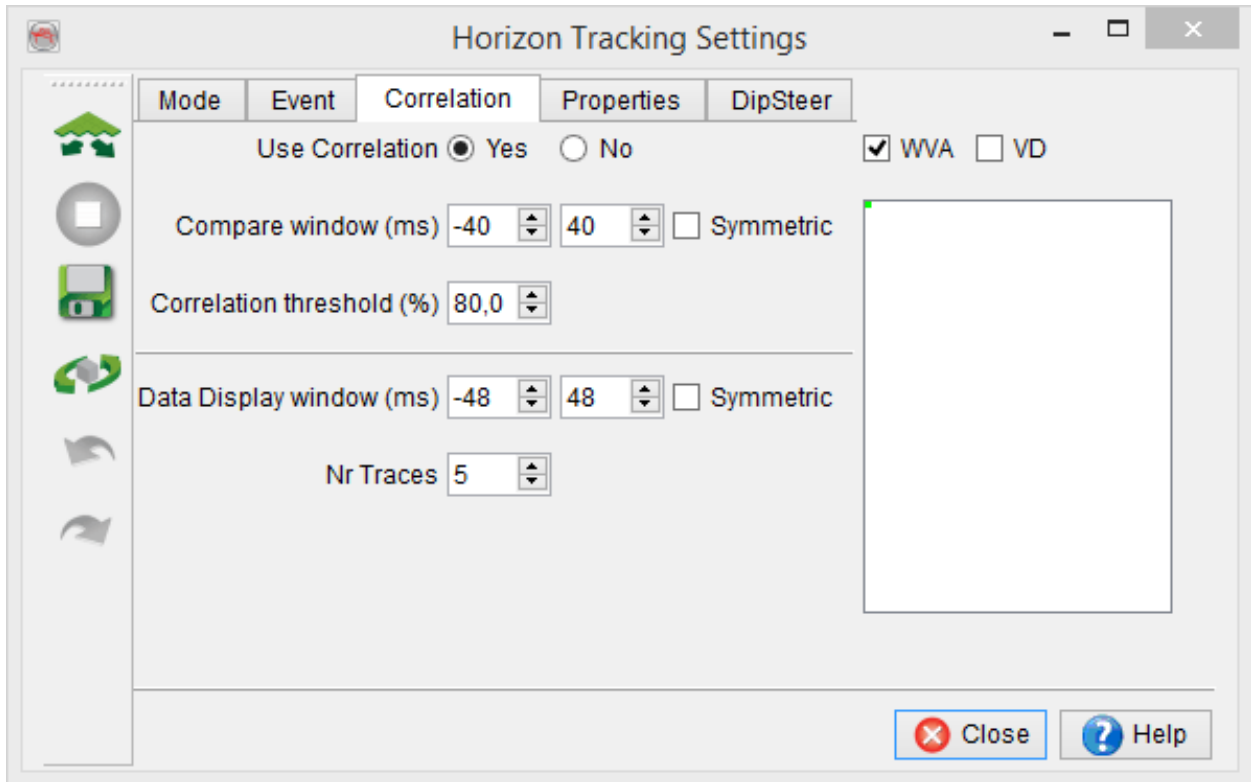 Horizon Tracking Settings
Mode Event Correlation Properties DipSteer
Use Correlation Yes No WVA VD
Compare window (ms) -40 40 Symmetric
Correlation threshold (%) 80,0
Data Display window (ms) -48 48 Symmetric
Nr Traces 5
Close Help